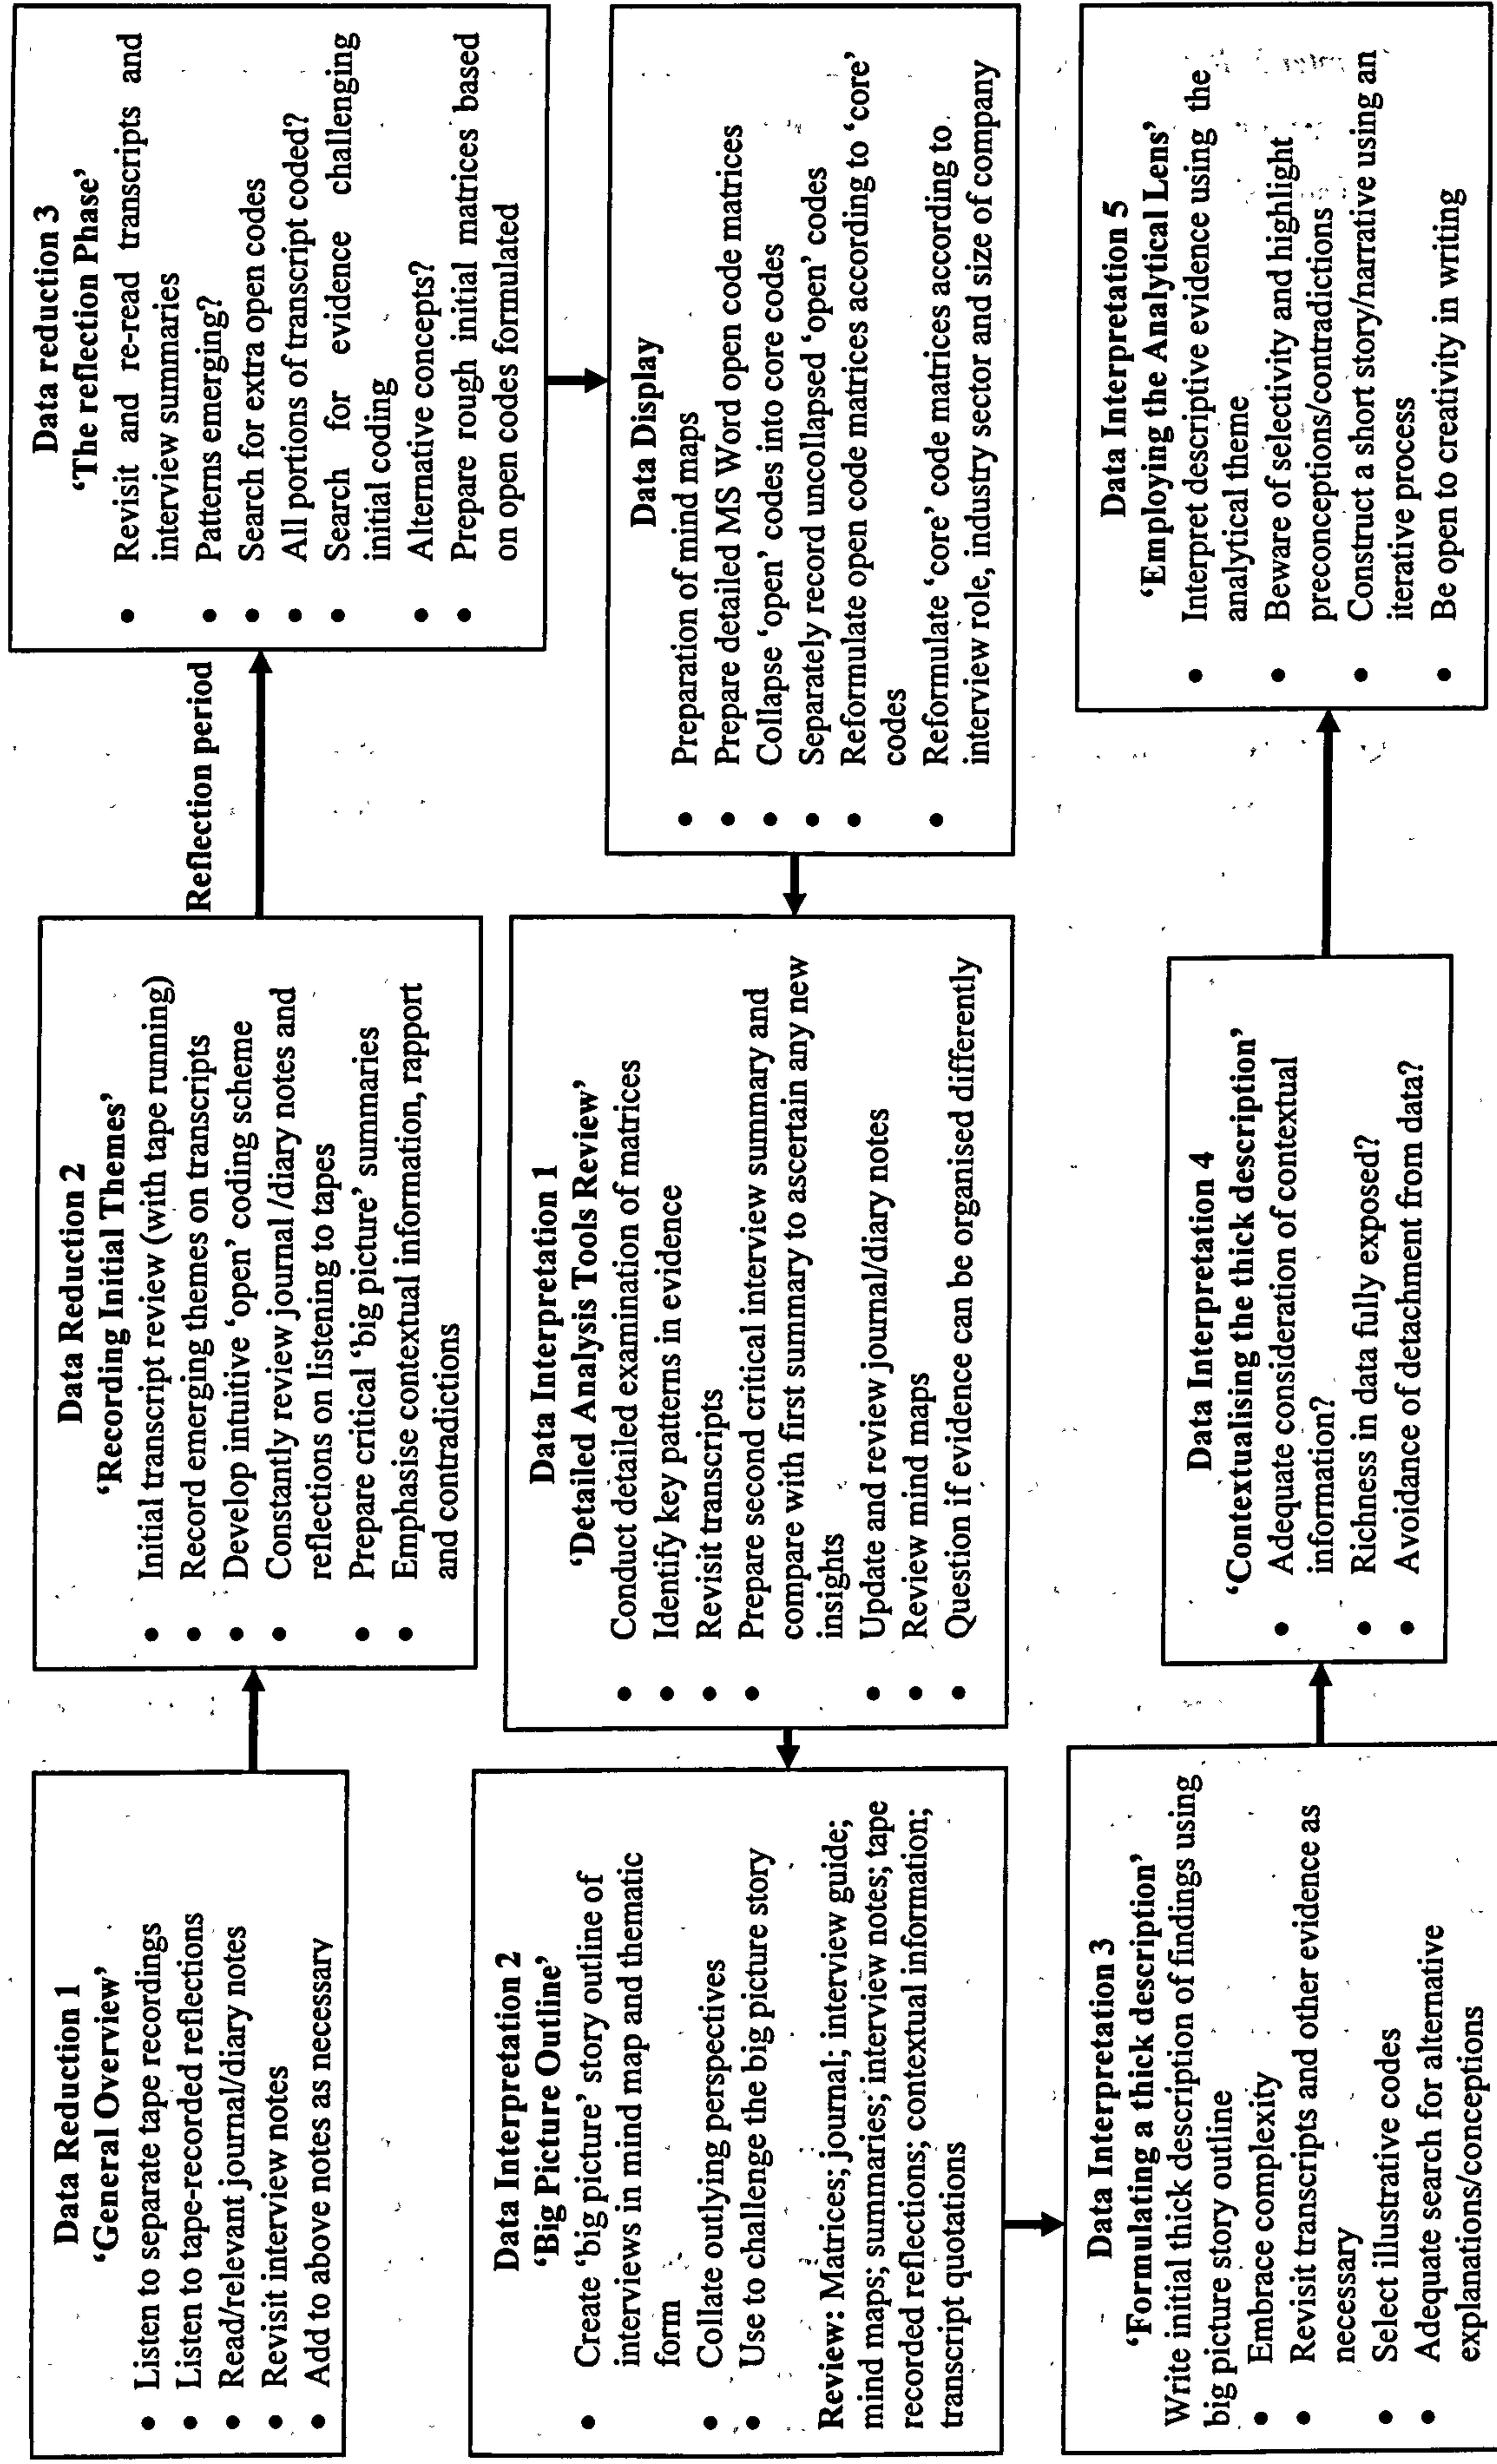 Data Reduction 1
‘General Overview’
• Listen to separate tape recordings
• Listen to tape-recorded reflections
• Read/relevant journal/diary notes
• Revisit interview notes
• Add to above notes as necessary
Data Reduction 2
‘Recording Initial Themes’
• Initial transcript review (with tape running)
• Record emerging themes on transcripts
• Develop intuitive ‘open’ coding scheme
• Constantly review journal /diary notes and
reflections on listening to tapes
• Prepare critical ‘big picture’ summaries
• Emphasise contextual information, rapport
and contradictions
Reflection period
Data reduction 3
‘The reflection Phase’
• Revisit and re-read transcripts and
interview summaries
• Patterns emerging?
• Search for extra open codes
• All portions of transcript coded?
• Search for evidence challenging
initial coding
• Alternative concepts?
• Prepare rough initial matrices based
on open codes formulated
Data Display
• Preparation of mind maps
• Prepare detailed MS Word open code matrices
• Collapse ‘open’ codes into core codes
• Separately record uncollapsed ‘open’ codes
• Reformulate open code matrices according to ‘core’
codes
• Reformulate ‘core’ code matrices according to
interview role, industry sector and size of company
Data Interpretation 1
‘Detailed Analysis Tools Review’
• Conduct detailed examination of matrices
• Identify key patterns in evidence
• Revisit transcripts
• Prepare second critical interview summary and
compare with first summary to ascertain any new
insights
• Update and review journal/diary notes
• Review mind maps
• Question if evidence can be organised differently
Data Interpretation 2
‘Big Picture Outline’
• Create ‘big picture’ story outline of
interviews in mind map and thematic
form
• Collate outlying perspectives
• Use to challenge the big picture story
Review: Matrices; journal; interview guide;
mind maps; summaries; interview notes; tape
recorded reflections; contextual information;
transcript quotations
Data Interpretation 3
‘Formulating a thick description’
Write initial thick description of findings using
big picture story outline
• Embrace complexity
• Revisit transcripts and other evidence as
necessary
• Select illustrative codes
• Adequate search for alternative
explanations/conceptions
Data Interpretation 4
‘Contextualising the thick description’
• Adequate consideration of contextual
information?
• Richness in data fully exposed?
• Avoidance of detachment from data?
Data Interpretation 5
‘Employing the Analytical Lens’
• Interpret descriptive evidence using the
analytical theme
• Beware of selectivity and highlight
preconceptions/contradictions
• Construct a short story/narrative using an
iterative process
• Be open to creativity in writing